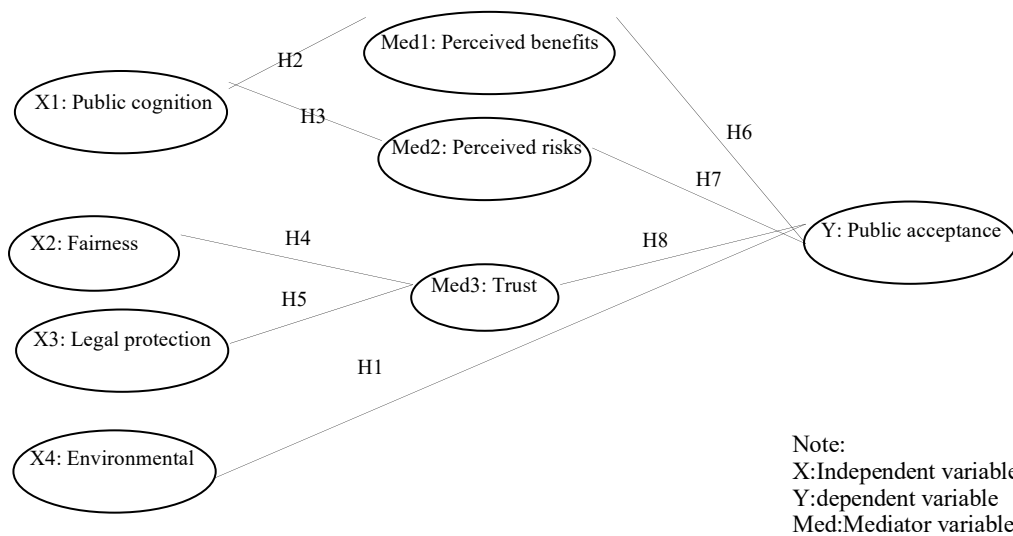 Med1: Perceived benefits
H2
X1: Public cognition
H3
H6
Med2: Perceived risks
H7
X2: Fairness
H4
H8
Y: Public acceptance
Med3: Trust
H5
X3: Legal protection
H1
X4: Environmental
Note:
X:Independent variable
Y:dependent variable
Med:Mediator variable